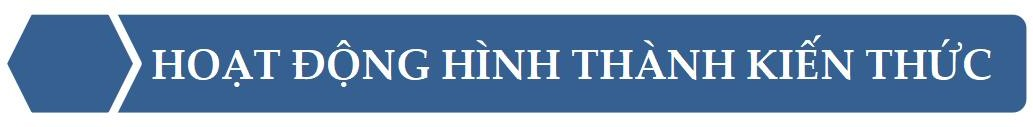 HOẠT ĐỘNG HÌNH THÀNH KIẾN THỨC